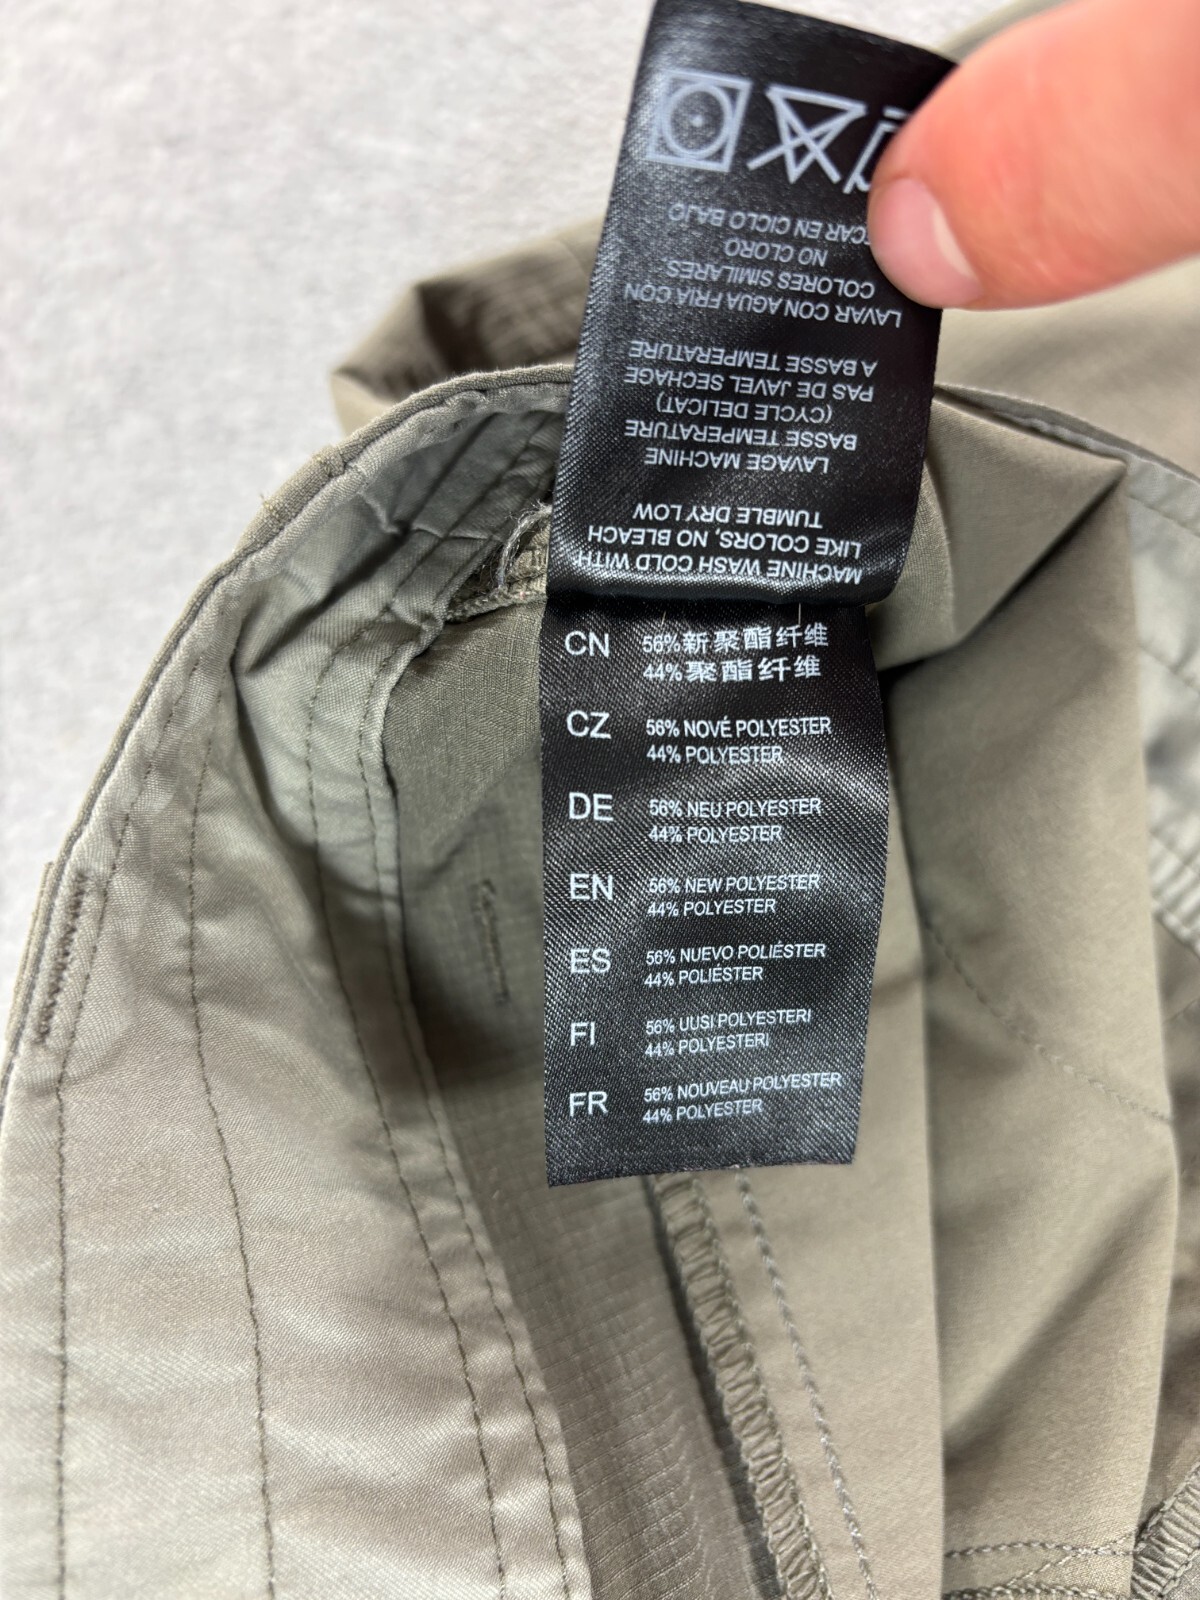 MACHINE WASH COLD WITH
LIKE COLORS, NO BLEACH
TUMBLE DRY LOW
LAVAGE MACHINE
BASSE TEMPERATURE
(CYCLE DELICAT)
PAS DE JAVEL SECHAGE
A BASSE TEMPERATURE
LAVAR CON AGUA FRIA CON
COLORES SIMILARES.
NO CLORO
EN CICLO BAJO
CN 56%新聚酯纤维
44%聚酯纤维
CZ 56% NOVÉ POLYESTER
44% POLYESTER
DE 56% NEU POLYESTER
44% POLYESTER
EN 56% NEW POLYESTER
44% POLYESTER
ES 56% NUEVO POLIÉSTER
44% POLIÉSTER
FI 56% UUSI POLYESTERI
44% POLYESTERI
FR 56% NOUVEAU POLYESTER
44% POLYESTER